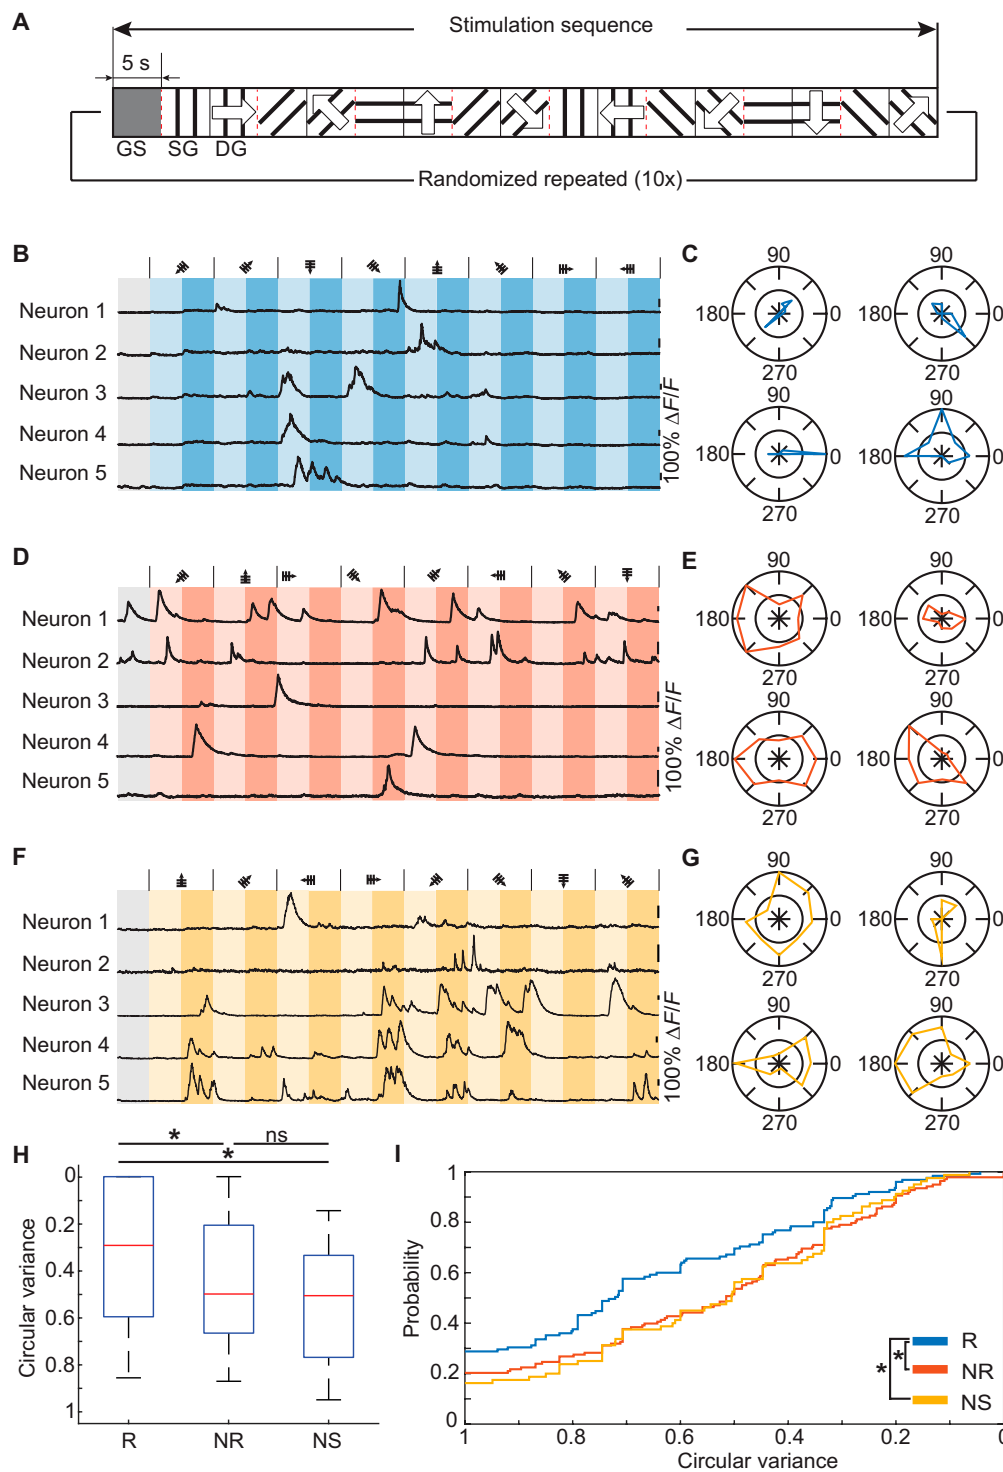 A
Stimulation sequence
5 s
GS SG DG
Randomized repeated (10x)
B
Neuron 1
Neuron 2
Neuron 3
Neuron 4
Neuron 5
100% ΔF/F
C
90
180
0
270
90
180
0
270
90
180
0
270
90
180
0
270
D
Neuron 1
Neuron 2
Neuron 3
Neuron 4
Neuron 5
100% ΔF/F
E
90
180
0
270
90
180
0
270
90
180
0
270
90
180
0
270
F
Neuron 1
Neuron 2
Neuron 3
Neuron 4
Neuron 5
100% ΔF/F
G
90
180
0
270
90
180
0
270
90
180
0
270
90
180
0
270
H
* ns
*
0
0.2
0.4
0.6
0.8
1
Circular variance
R NR NS
I
1
0.8
0.6
0.4
0.2
0
Probability
1 0.8 0.6 0.4 0.2 0
Circular variance
* *
R
NR
NS